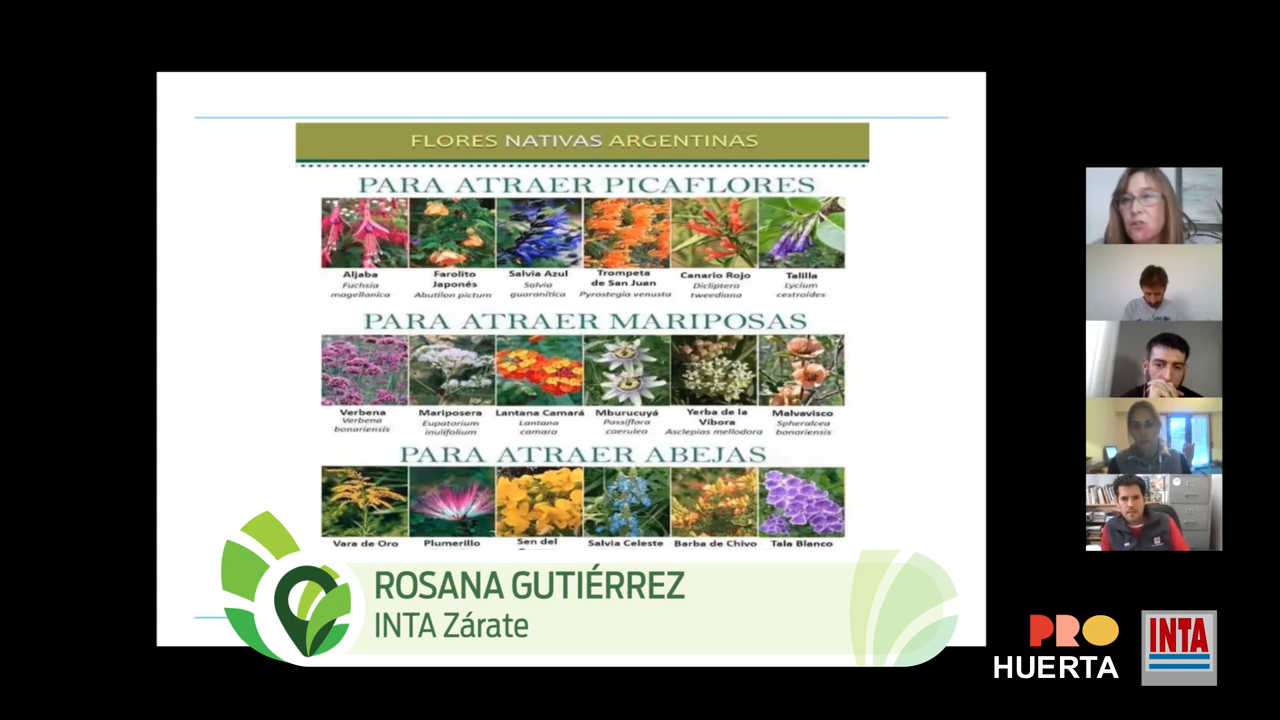 FLORES NATIVAS ARGENTINAS
PARA ATRAER PICAFLORES
Aljaba
Fuchsia
magellanica
Farolito
Japonés
Abutilon pictum
Salvia Azul
Salvia
guaranitica
Trompeta
de San Juan
Pyrostegia venusta
Canario Rojo
Dicliptera
tweediana
Talilla
Lycium
cestroides
PARA ATRAER MARIPOSAS
Verbena
Verbena
bonariensis
Mariposera
Eupatorium
inulifolium
Lantana Camará
Lantana
camara
Mburucuyá
Passiflora
caerulea
Yerba de la
Víbora
Asclepias mellodora
Malvavisco
Spheralcea
bonariensis
PARA ATRAER ABEJAS
Vara de Oro
Plumerillo
Sen del
Salvia Celeste
Barba de Chivo
Tala Blanco
ROSANA GUTIÉRREZ
INTA Zárate
PRO
HUERTA
INTA